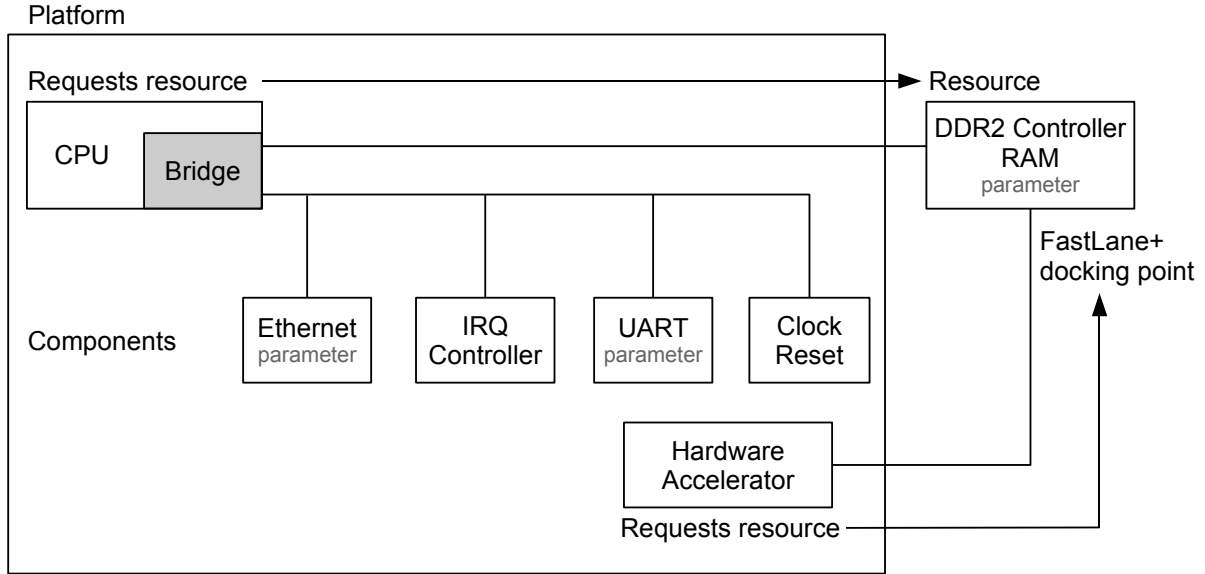 Platform
Requests resource
Resource
CPU
Bridge
DDR2 Controller
RAM
parameter
FastLane+
docking point
Components
Ethernet
parameter
IRQ
Controller
UART
parameter
Clock
Reset
Hardware
Accelerator
Requests resource